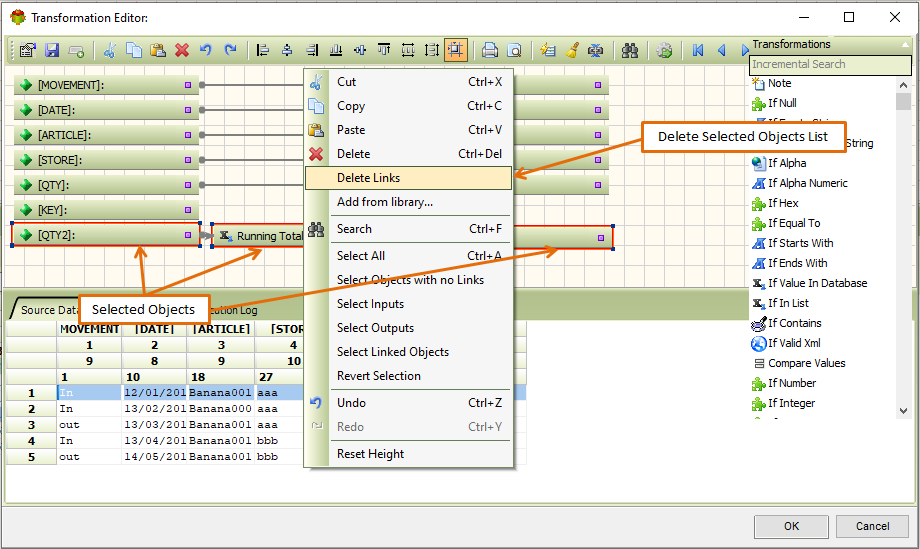 Transformation Editor:
Transformations
Incremental Search
Note
If Null
String
If Alpha
If Alpha Numeric
If Hex
If Equal To
If Starts With
If Ends With
If Value In Database
If In List
If Contains
If Valid Xml
Compare Values
If Number
If Integer
[MOVEMENT]:
[DATE]:
[ARTICLE]:
[STORE]:
[QTY]:
[KEY]:
[QTY2]:
Running Total
Cut Ctrl+X
Copy Ctrl+C
Paste Ctrl+V
Delete Ctrl+Del
Delete Links
Add from library...
Search Ctrl+F
Select All Ctrl+A
Select Objects with no Links
Select Inputs
Select Outputs
Select Linked Objects
Revert Selection
Undo Ctrl+Z
Redo Ctrl+Y
Reset Height
Delete Selected Objects List
Selected Objects
Source Data
Log
MOVEMENT [DATE] [ARTICLE] [STOR
1 2 3 4
9 8 9 10
1 10 18 27
1 In 12/01/201 Banana001 aaa
2 In 13/02/201 Banana000 aaa
3 out 13/03/201 Banana001 aaa
4 In 13/04/201 Banana001 bbb
5 out 14/05/201 Banana001 bbb
OK
Cancel